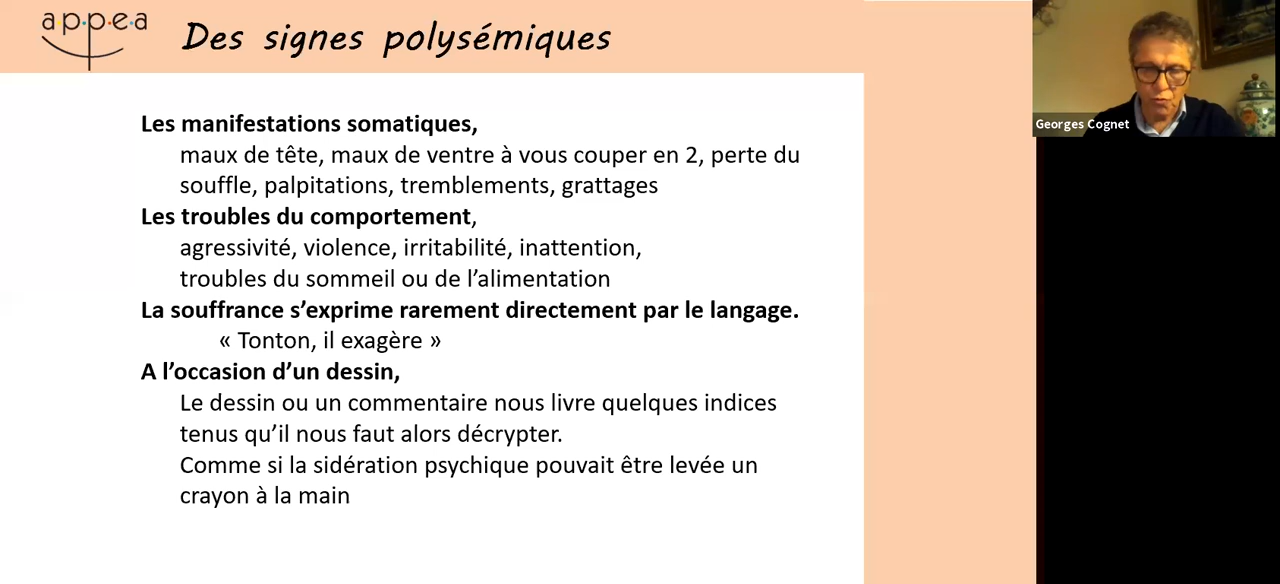 appea
Des signes polysémiques
Georges Cognet
Les manifestations somatiques,
maux de tête, maux de ventre à vous couper en 2, perte du
souffle, palpitations, tremblements, grattages
Les troubles du comportement,
agressivité, violence, irritabilité, inattention,
troubles du sommeil ou de l’alimentation
La souffrance s’exprime rarement directement par le langage.
« Tonton, il exagère »
A l’occasion d’un dessin,
Le dessin ou un commentaire nous livre quelques indices
tenus qu’il nous faut alors décrypter.
Comme si la sidération psychique pouvait être levée un
crayon à la main